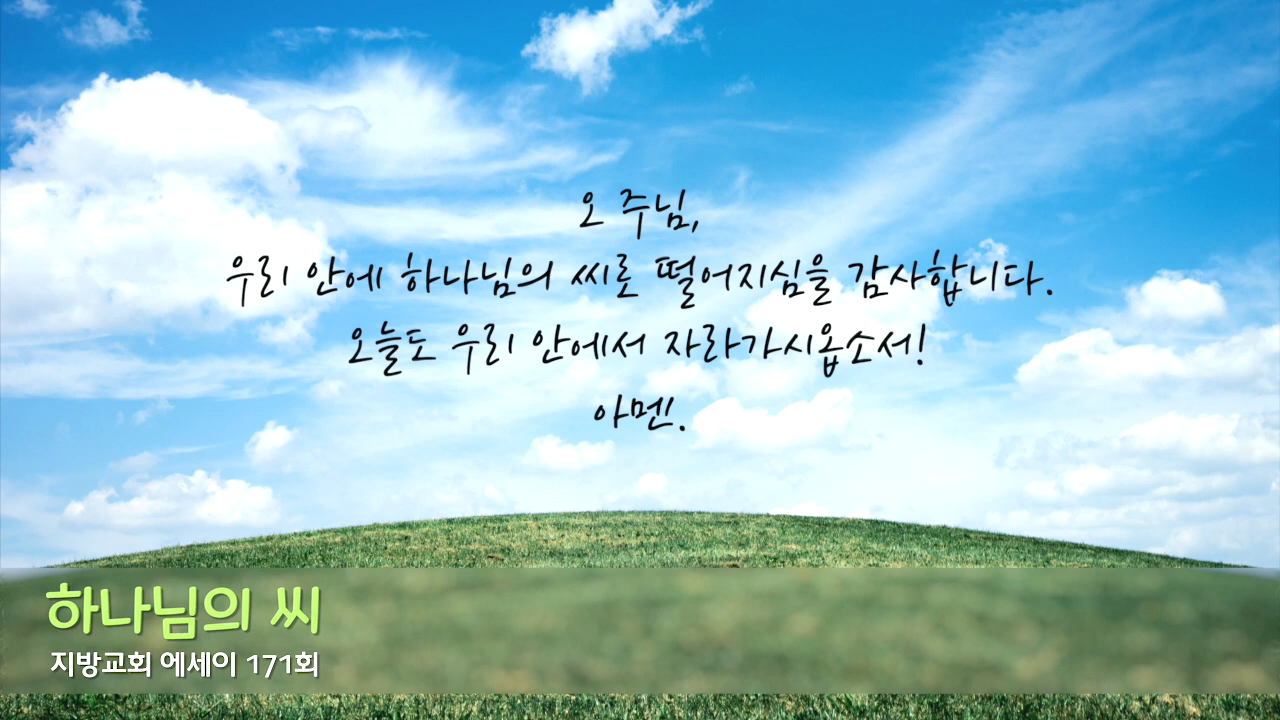 오 주님,
우리 안에 하나님의 씨로 떨어지심을 감사합니다.
오늘도 우리 안에서 자라가시옵소서!
아멘.
하나님의 씨
지방교회 에세이 171회